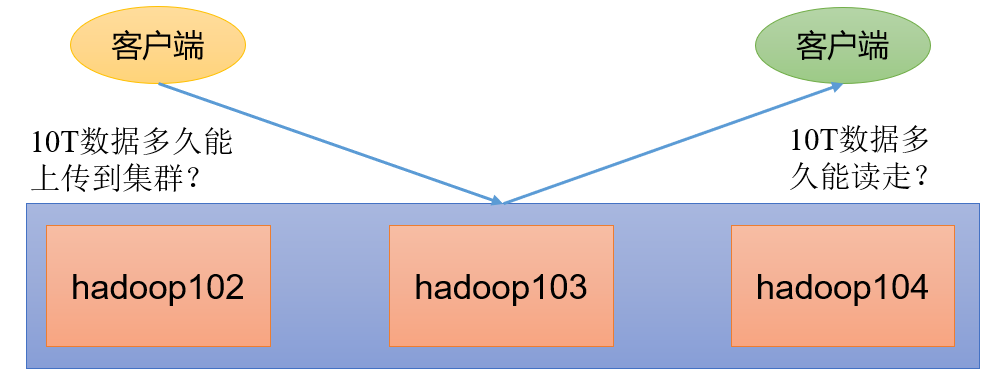 客户端
客户端
10T数据多久能
上传到集群？
10T数据多
久能读走？
hadoop102
hadoop103
hadoop104